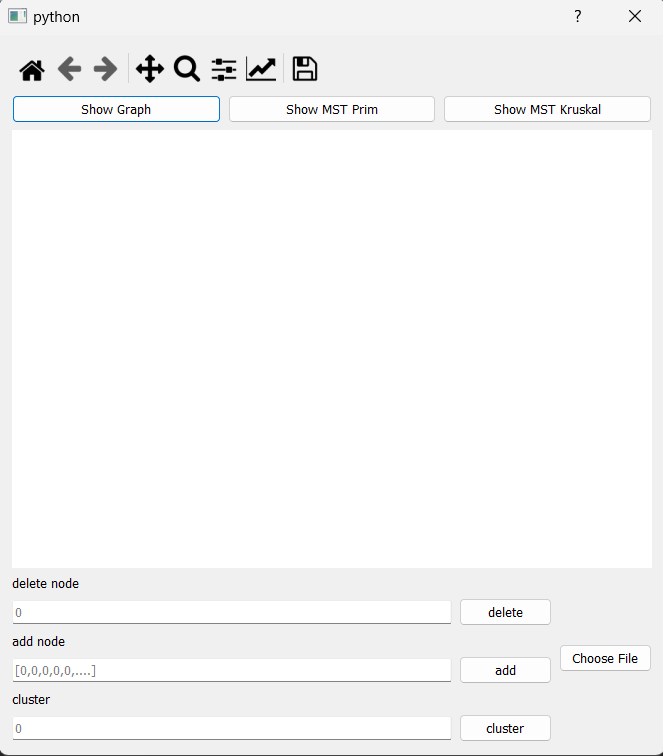 python
?
Show Graph Show MST Prim Show MST Kruskal
delete node
0 delete
add node
Choose File
[0,0,0,0,0,....] add
cluster
0 cluster